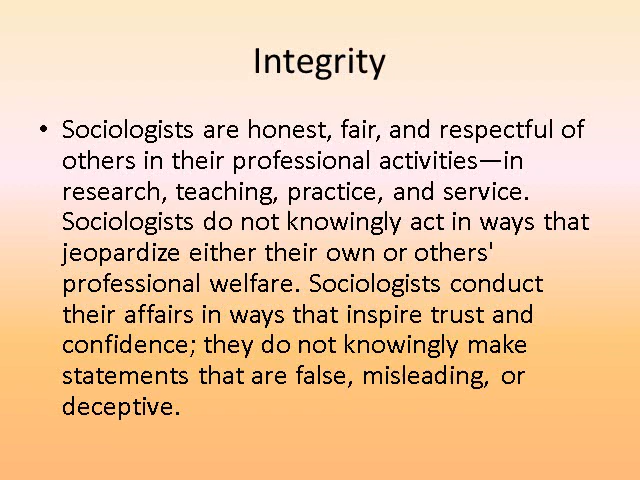 Integrity
• Sociologists are honest, fair, and respectful of
others in their professional activities—in
research, teaching, practice, and service.
Sociologists do not knowingly act in ways that
jeopardize either their own or others'
professional welfare. Sociologists conduct
their affairs in ways that inspire trust and
confidence; they do not knowingly make
statements that are false, misleading, or
deceptive.